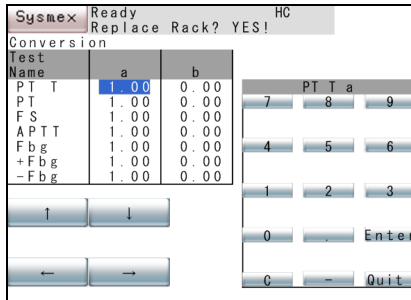 Sysmex Ready HC
Replace Rack? YES!
Conversion
Test
Name a b
PT T 1.00 0.00
PT 1.00 0.00
FS 1.00 0.00
APTT 1.00 0.00
Fbg 1.00 0.00
+Fbg 1.00 0.00
-Fbg 1.00 0.00
↑ ↓
← →
PT T a
7 8 9
4 5 6
1 2 3
0 . Enter
C - Quit